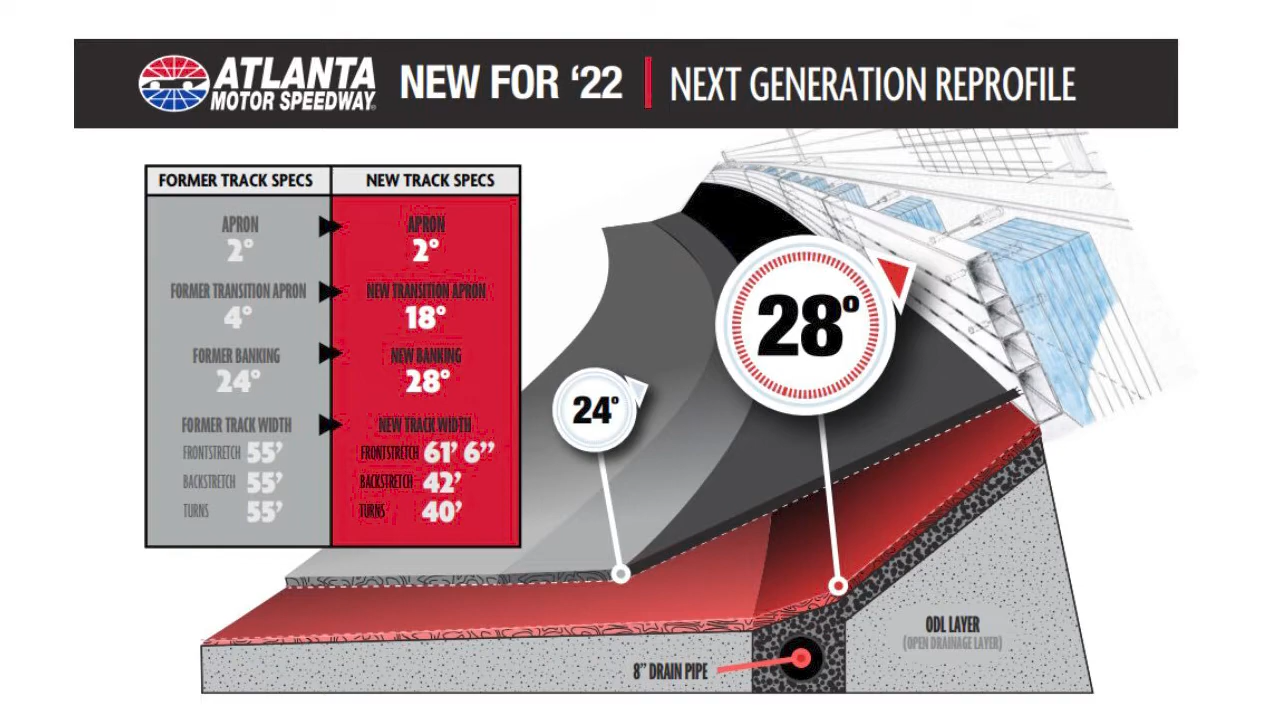 ATLANTA
MOTOR SPEEDWAY
NEW FOR ‘22
NEXT GENERATION REPROFILE
FORMER TRACK SPECS
APRON
2°
FORMER TRANSITION APRON
4°
FORMER BANKING
24°
FORMER TRACK WIDTH
FRONTSTRETCH 55’
BACKSTRETCH 55’
TURNS 55’
NEW TRACK SPECS
APRON
2°
NEW TRANSITION APRON
18°
NEW BANKING
28°
NEW TRACK WIDTH
FRONTSTRETCH 61’ 6”
BACKSTRETCH 42’
TURNS 40’
28°
24°
ODL LAYER
(OPEN DRAINAGE LAYER)
8” DRAIN PIPE